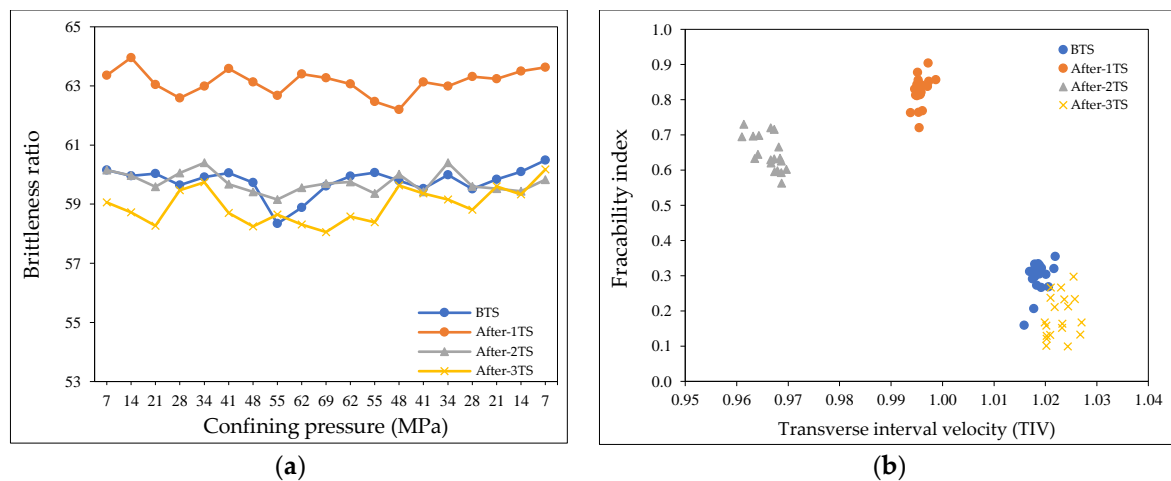 65
63
61
59
57
55
53
Brittleness ratio
BTS
After-1TS
After-2TS
After-3TS
7 14 21 28 34 41 48 55 62 69 62 55 48 41 34 28 21 14 7
Confining pressure (MPa)
(a)
1.0
0.9
0.8
0.7
0.6
0.5
0.4
0.3
0.2
0.1
0.0
Fracability index
BTS
After-1TS
After-2TS
After-3TS
0.95 0.96 0.97 0.98 0.99 1.00 1.01 1.02 1.03 1.04
Transverse interval velocity (TIV)
(b)